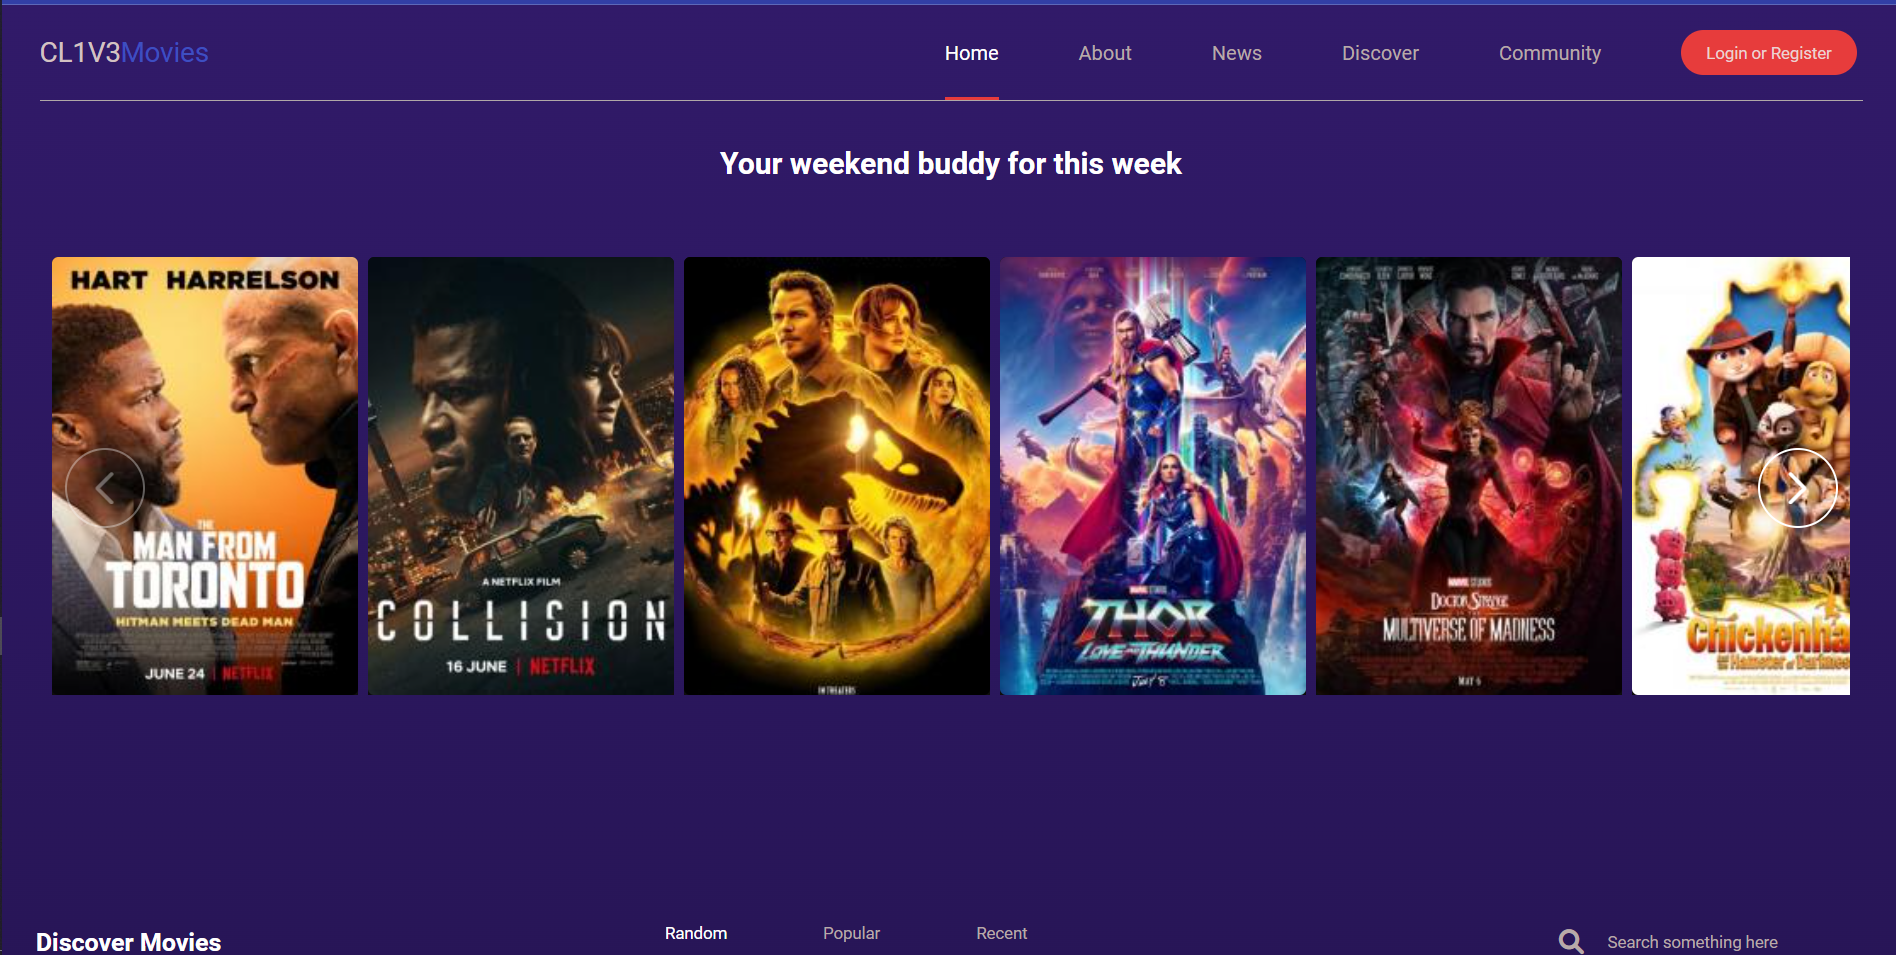 CL1V3Movies
Home
About
News
Discover
Community
Login or Register
Your weekend buddy for this week
HART HARRELSON
THE
MAN FROM
TORONTO
HITMAN MEETS DEAD MAN
JUNE 24 | NETFLIX
A NETFLIX FILM
COLLISION
16 JUNE | NETFLIX
IN THEATERS
MARVEL STUDIOS
THOR
LOVE AND THUNDER
JULY 8
MARVEL STUDIOS
DOCTOR STRANGE
IN THE
MULTIVERSE OF MADNESS
MAY 6
Chickenha
Hamster of Darkness
Discover Movies
Random
Popular
Recent
Search something here